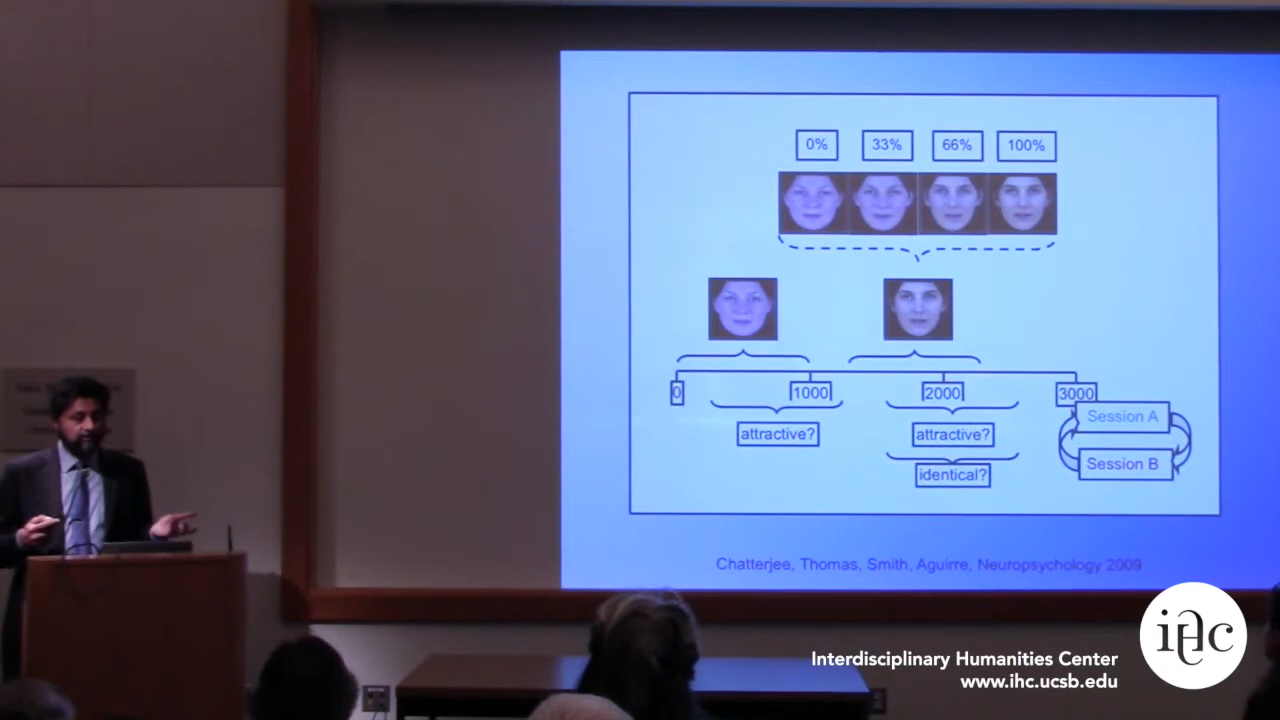 0% 33% 66% 100%
0 1000 2000 3000
Session A
attractive? attractive?
Session B
identical?
Chatterjee, Thomas, Smith, Aguirre, Neuropsychology 2009
ihc
Interdisciplinary Humanities Center
www.ihc.ucsb.edu